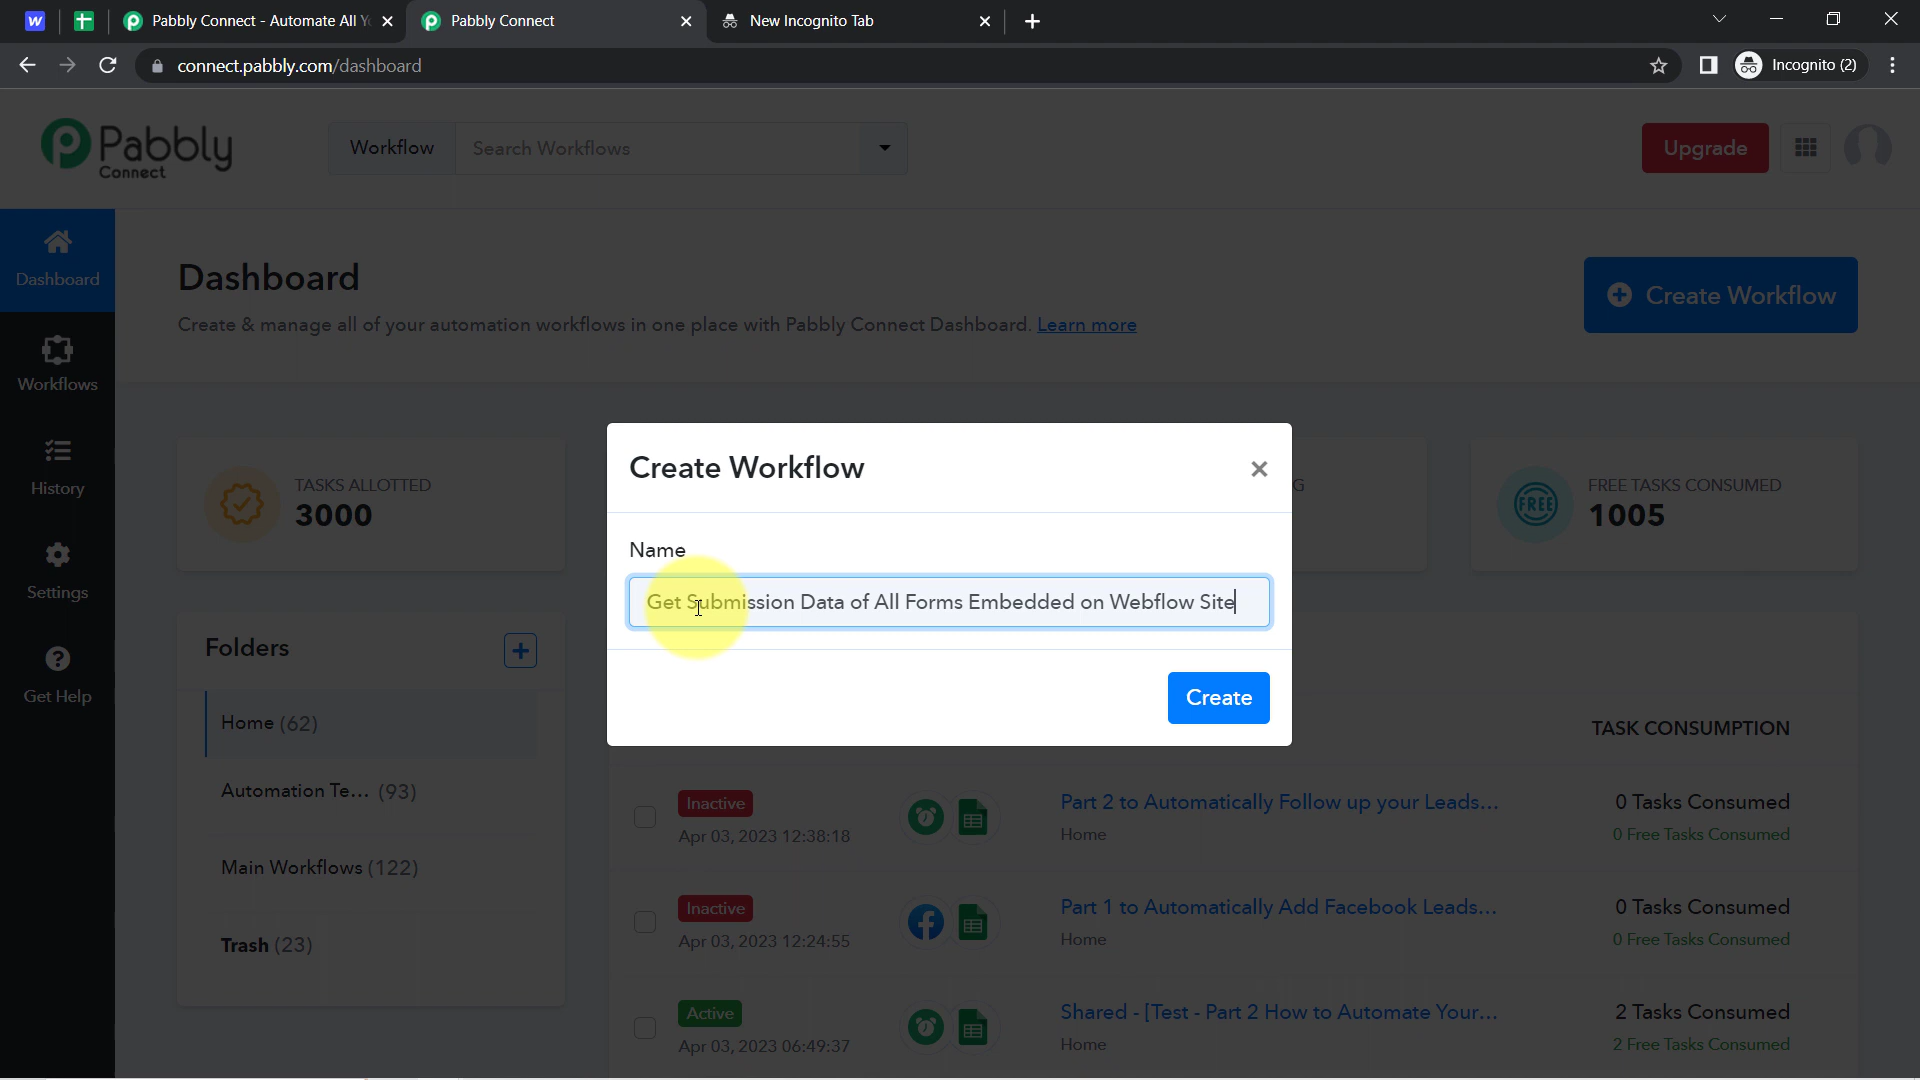 Pabbly Connect - Automate All Y
Pabbly Connect
New Incognito Tab
connect.pabbly.com/dashboard
Incognito (2)
Pabbly
Connect
Workflow
Search Workflows
Upgrade
Dashboard
Workflows
History
Settings
Get Help
Dashboard
Create & manage all of your automation workflows in one place with Pabbly Connect Dashboard. Learn more
Create Workflow
TASKS ALLOTTED
3000
G
FREE TASKS CONSUMED
1005
FREE
Create Workflow
Name
Get Submission Data of All Forms Embedded on Webflow Site
Create
Folders
Home (62)
Automation Te... (93)
Main Workflows (122)
Trash (23)
TASK CONSUMPTION
Inactive
Apr 03, 2023 12:38:18
Part 2 to Automatically Follow up your Leads...
Home
0 Tasks Consumed
0 Free Tasks Consumed
Inactive
Apr 03, 2023 12:24:55
Part 1 to Automatically Add Facebook Leads...
Home
0 Tasks Consumed
0 Free Tasks Consumed
Active
Apr 03, 2023 06:49:37
Shared - [Test - Part 2 How to Automate Your...
Home
2 Tasks Consumed
2 Free Tasks Consumed